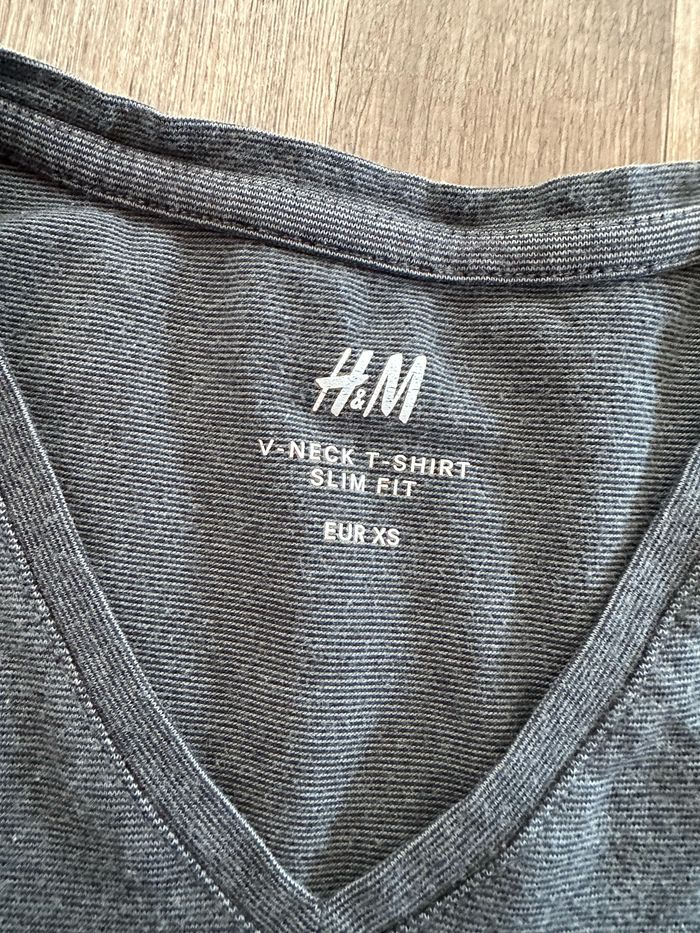 H&M
V-NECK T-SHIRT
SLIM FIT
EUR XS